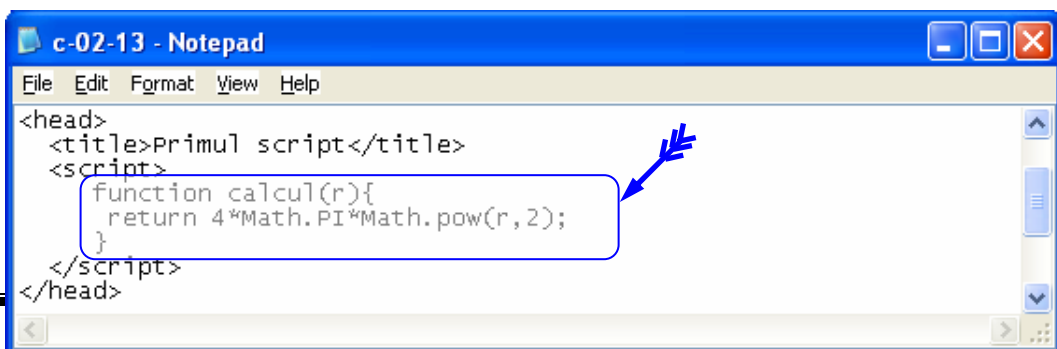 c-02-13 - Notepad
File Edit Format View Help
<head>
  <title>Primul script</title>
  <script>
    function calcul(r){
     return 4*Math.PI*Math.pow(r,2);
    }
  </script>
</head>